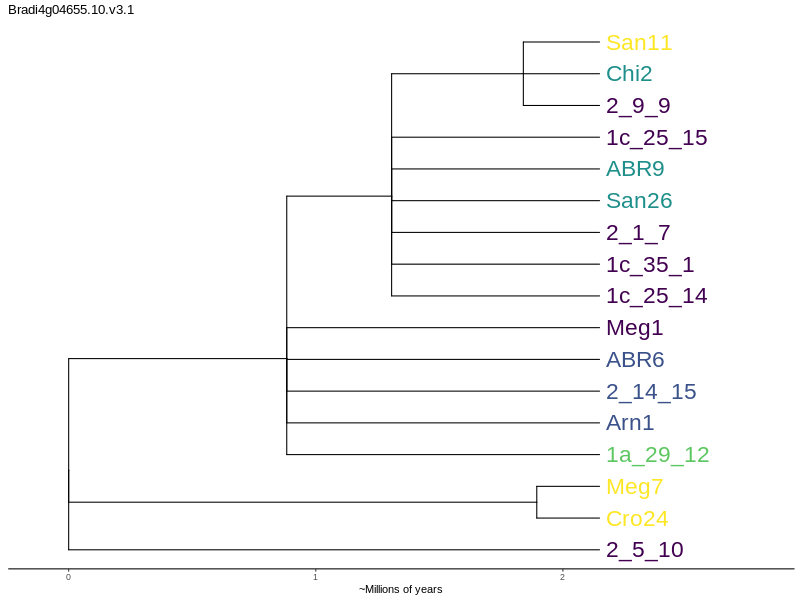 Bradi4g04655.10.v3.1
San11
Chi2
2_9_9
1c_25_15
ABR9
San26
2_1_7
1c_35_1
1c_25_14
Meg1
ABR6
2_14_15
Arn1
1a_29_12
Meg7
Cro24
2_5_10
0 1 2
~Millions of years